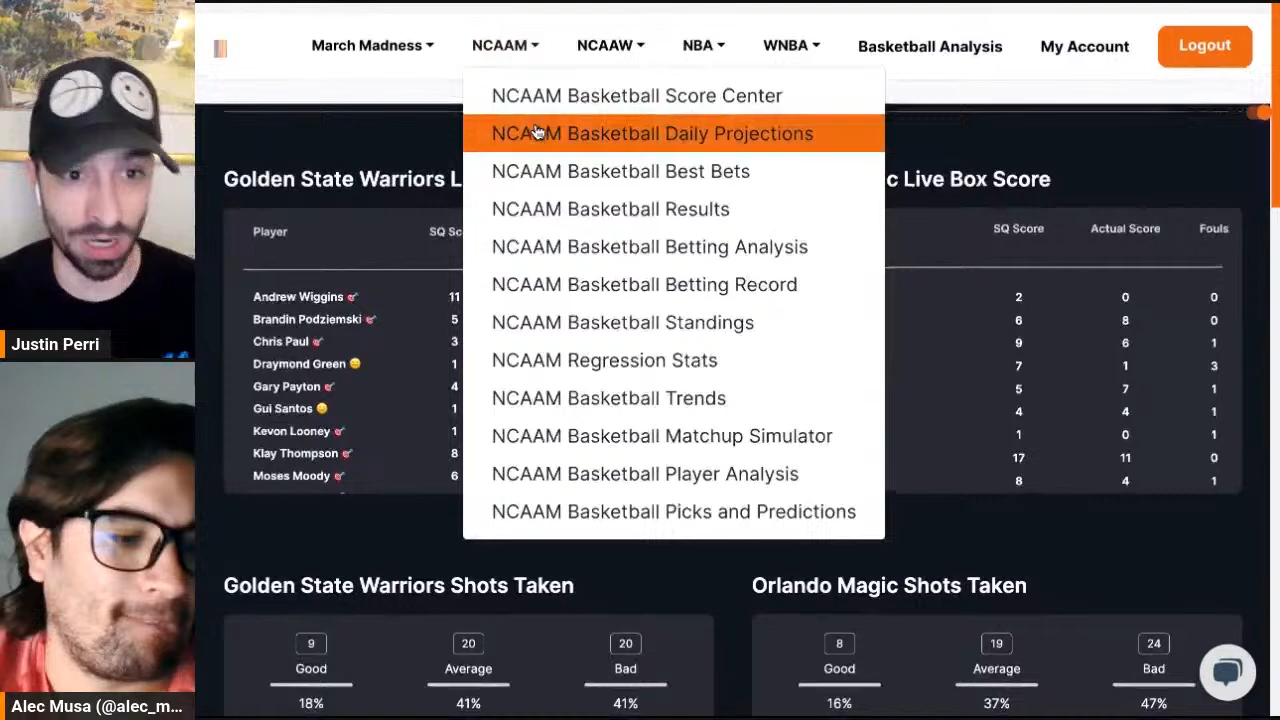 March Madness
NCAAM
NCAAW
NBA
WNBA
Basketball Analysis
My Account
Logout
NCAAM Basketball Score Center
NCAAM Basketball Daily Projections
NCAAM Basketball Best Bets
NCAAM Basketball Results
NCAAM Basketball Betting Analysis
NCAAM Basketball Betting Record
NCAAM Basketball Standings
NCAAM Regression Stats
NCAAM Basketball Trends
NCAAM Basketball Matchup Simulator
NCAAM Basketball Player Analysis
NCAAM Basketball Picks and Predictions
Golden State Warriors L
c Live Box Score
Player SQ Sc
Andrew Wiggins 11
Brandin Podziemski 5
Chris Paul 3
Draymond Green 1
Gary Payton 4
Gui Santos 1
Kevon Looney 1
Klay Thompson 8
Moses Moody 6
SQ Score Actual Score Fouls
2 0 0
6 8 0
9 6 1
7 1 3
5 7 1
4 4 1
1 0 1
17 11 0
8 4 1
Golden State Warriors Shots Taken
9 20 20
Good Average Bad
18% 41% 41%
Orlando Magic Shots Taken
8 19 24
Good Average Bad
16% 37% 47%
Justin Perri
Alec Musa (@alec_m...